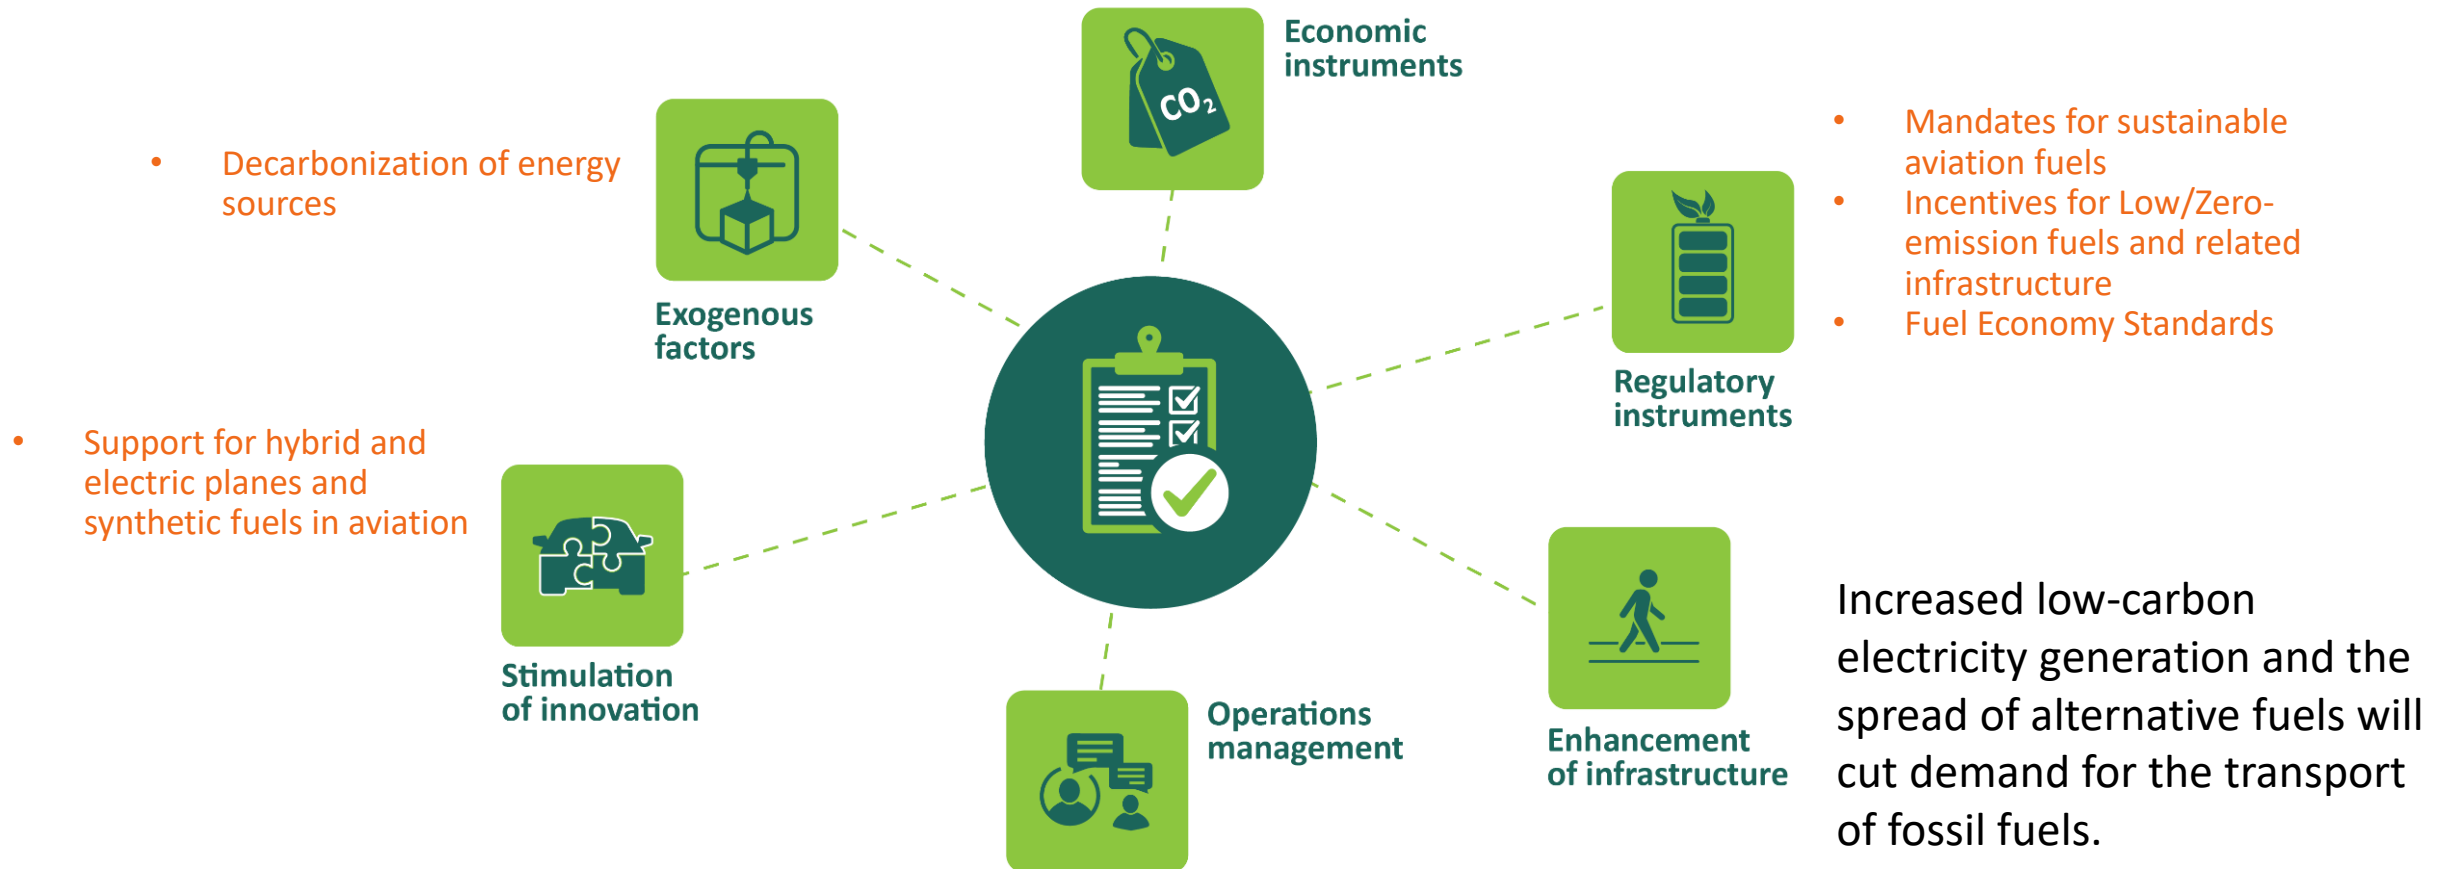 Economic
instruments
CO₂
• Decarbonization of energy
sources
Exogenous
factors
• Mandates for sustainable
aviation fuels
• Incentives for Low/Zero-
emission fuels and related
infrastructure
• Fuel Economy Standards
Regulatory
instruments
• Support for hybrid and
electric planes and
synthetic fuels in aviation
Stimulation
of innovation
Operations
management
Enhancement
of infrastructure
Increased low-carbon
electricity generation and the
spread of alternative fuels will
cut demand for the transport
of fossil fuels.